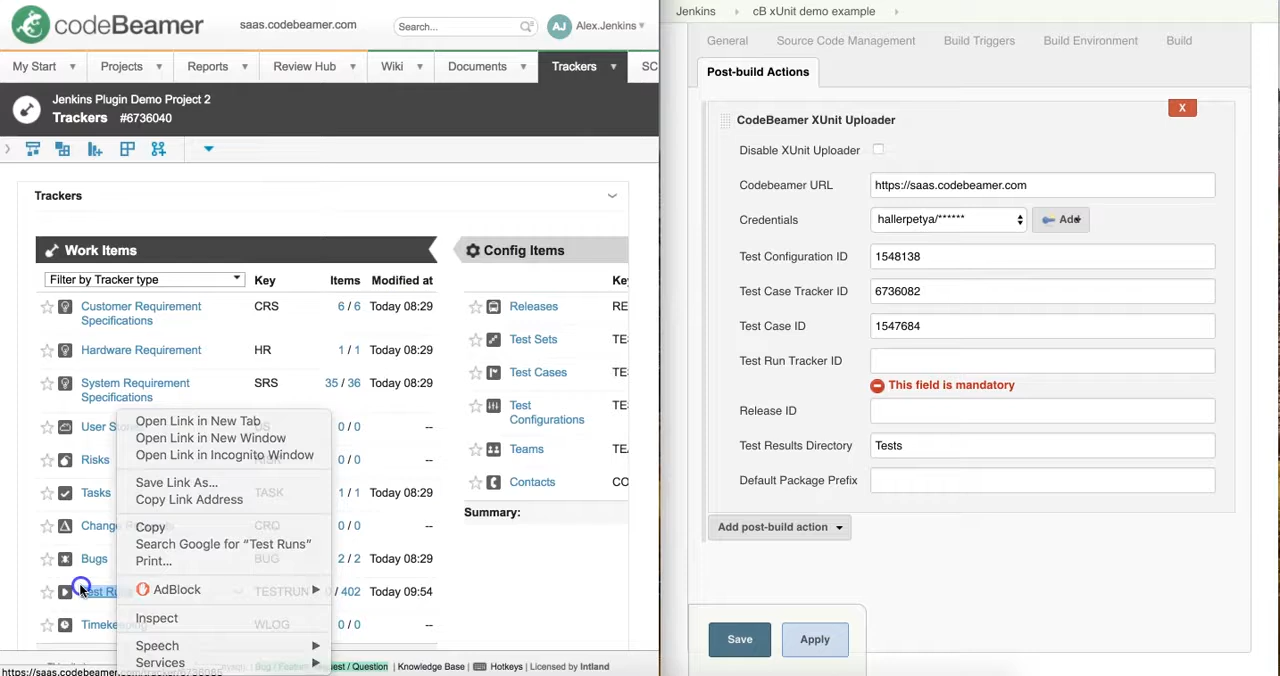 codeBeamer
saas.codebeamer.com
Search...
AJ
Alex.Jenkins
My Start
Projects
Reports
Review Hub
Wiki
Documents
Trackers
SC
Jenkins Plugin Demo Project 2
Trackers #6736040
Trackers
Work Items
Config Items
Filter by Tracker type
Key
Items
Modified at
Customer Requirement
Specifications
CRS
6 / 6
Today 08:29
Hardware Requirement
HR
1 / 1
Today 08:29
System Requirement
Specifications
SRS
35 / 36
Today 08:29
0 / 0
--
Risks
0 / 0
--
Tasks
TASK
1 / 1
Today 08:29
CRQ
0 / 0
--
Bugs
BUG
2 / 2
Today 08:29
TESTRUN
/ 402
Today 09:54
WLOG
0 / 0
--
Open Link in New Tab
Open Link in New Window
Open Link in Incognito Window
Save Link As...
Copy Link Address
Copy
Search Google for “Test Runs”
Print...
AdBlock
Inspect
Speech
Services
Releases
RE
Test Sets
TE
Test Cases
TE
Test
Configurations
TE
Teams
TEA
Contacts
CO
Summary:
| Knowledge Base | Hotkeys | Licensed by Intland
Jenkins
cB xUnit demo example
General
Source Code Management
Build Triggers
Build Environment
Build
Post-build Actions
X
CodeBeamer XUnit Uploader
Disable XUnit Uploader
Codebeamer URL
https://saas.codebeamer.com
Credentials
hallerpetya/******
Add
Test Configuration ID
1548138
Test Case Tracker ID
6736082
Test Case ID
1547684
Test Run Tracker ID
This field is mandatory
Release ID
Test Results Directory
Tests
Default Package Prefix
Add post-build action
Save
Apply